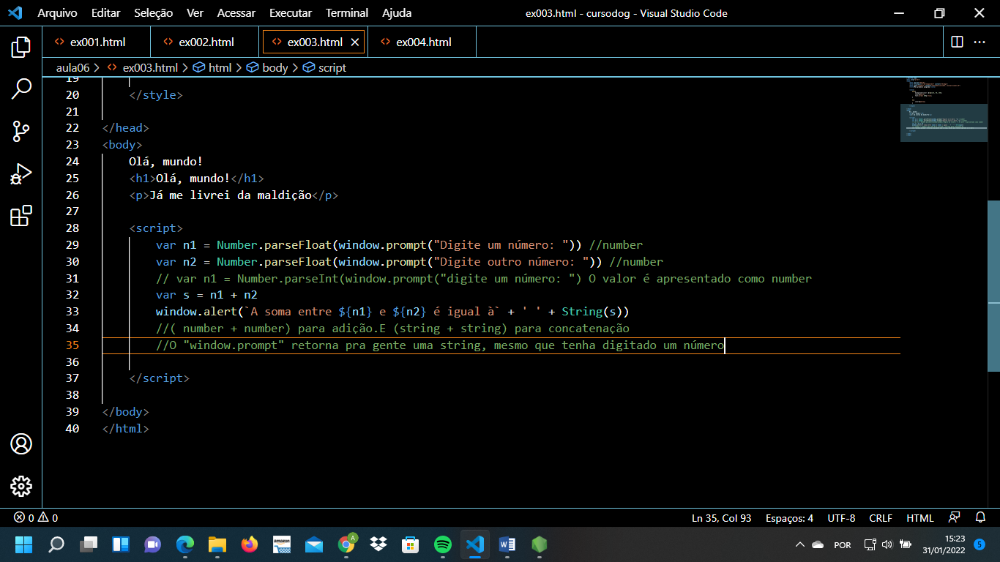 Arquivo Editar Seleção Ver Acessar Executar Terminal Ajuda ex003.html - cursodog - Visual Studio Code
ex001.html ex002.html ex003.html ex004.html
aula06 > ex003.html > html > body > script
19
20 </style>
21
22 </head>
23 <body>
24 Olá, mundo!
25 <h1>Olá, mundo!</h1>
26 <p>Já me livrei da maldição</p>
27
28 <script>
29 var n1 = Number.parseFloat(window.prompt("Digite um número: ")) //number
30 var n2 = Number.parseFloat(window.prompt("Digite outro número: ")) //number
31 // var n1 = Number.parseInt(window.prompt("digite um número: ") O valor é apresentado como number
32 var s = n1 + n2
33 window.alert(`A soma entre ${n1} e ${n2} é igual à` + ' ' + String(s))
34 //( number + number) para adição.E (string + string) para concatenação
35 //O "window.prompt" retorna pra gente uma string, mesmo que tenha digitado um número
36
37 </script>
38
39 </body>
40 </html>
0 0 Ln 35, Col 93 Espaços: 4 UTF-8 CRLF HTML
amazon A W POR 15:23 5
31/01/2022